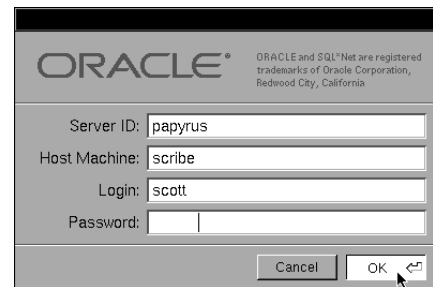 ORACLE®
ORACLE and SQL*Net are registered
trademarks of Oracle Corporation,
Redwood City, California
Server ID: papyrus
Host Machine: scribe
Login: scott
Password:
Cancel OK